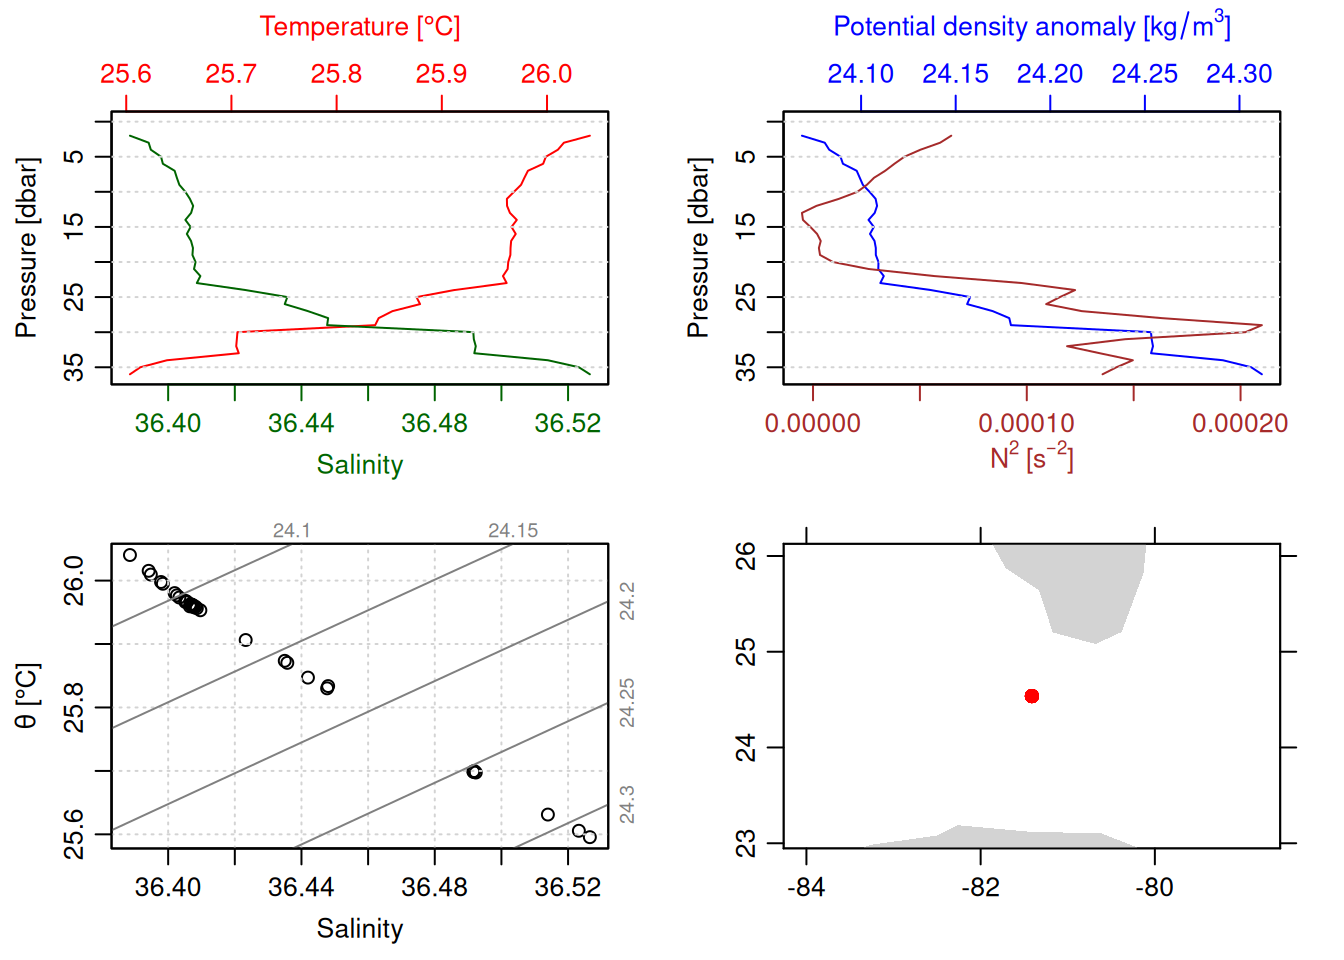 Temperature [°C]
25.6 25.7 25.8 25.9 26.0
Pressure [dbar]
5
15
25
35
36.40 36.44 36.48 36.52
Salinity
Potential density anomaly [kg/m³]
24.10 24.15 24.20 24.25 24.30
Pressure [dbar]
5
15
25
35
0.00000 0.00010 0.00020
N² [s⁻²]
24.1 24.15
24.2
24.25
24.3
θ [°C]
26.0
25.8
25.6
36.40 36.44 36.48 36.52
Salinity
26
25
24
23
-84 -82 -80